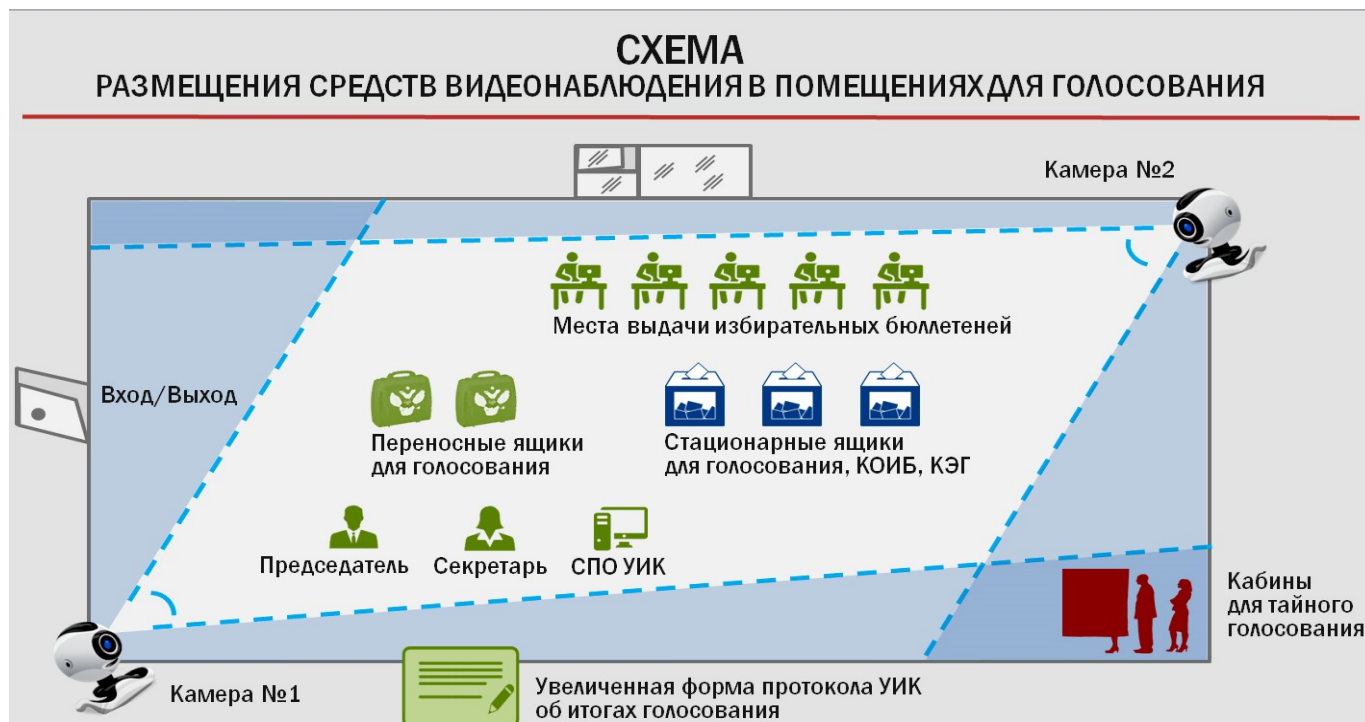 СХЕМА
РАЗМЕЩЕНИЯ СРЕДСТВ ВИДЕОНАБЛЮДЕНИЯ В ПОМЕЩЕНИЯХ ДЛЯ ГОЛОСОВАНИЯ
Камера №2
Места выдачи избирательных бюллетеней
Вход/Выход
Переносные ящики
для голосования
Стационарные ящики
для голосования, КОИБ, КЭГ
Председатель
Секретарь
СПО УИК
Кабины
для тайного
голосования
Камера №1
Увеличенная форма протокола УИК
об итогах голосования